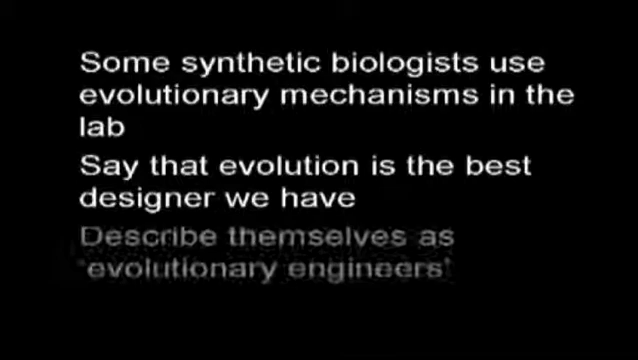 Some synthetic biologists use
evolutionary mechanisms in the
lab
Say that evolution is the best
designer we have
Describe themselves as
'evolutionary engineers'